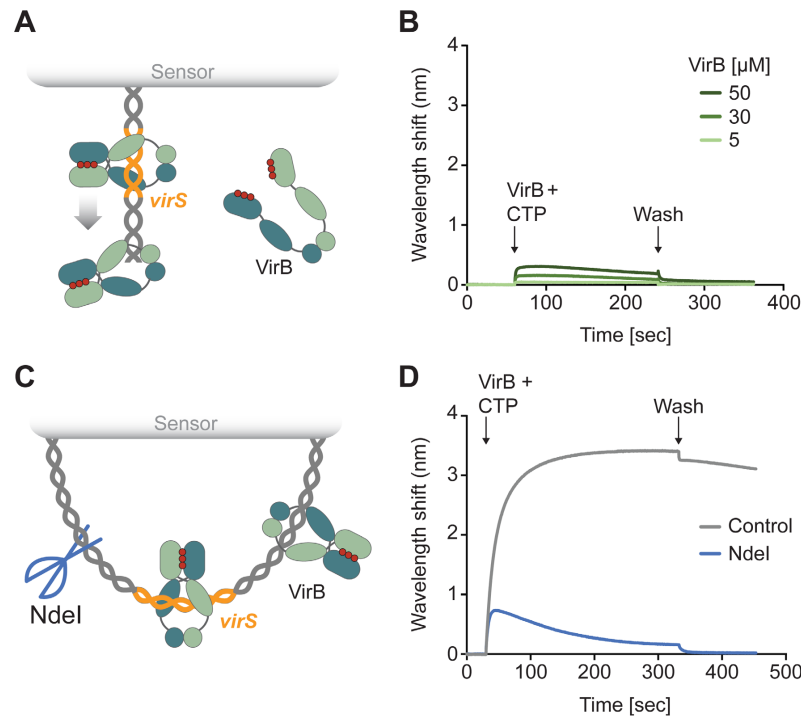 A
Sensor
virS
VirB
B
VirB [µM]
50
30
5
VirB +
CTP
Wash
Wavelength shift (nm)
4
3
2
1
0
0
100
200
300
400
Time [sec]
C
Sensor
NdeI
virS
VirB
D
VirB +
CTP
Wash
Control
NdeI
Wavelength shift (nm)
4
3
2
1
0
0
100
200
300
400
500
Time [sec]